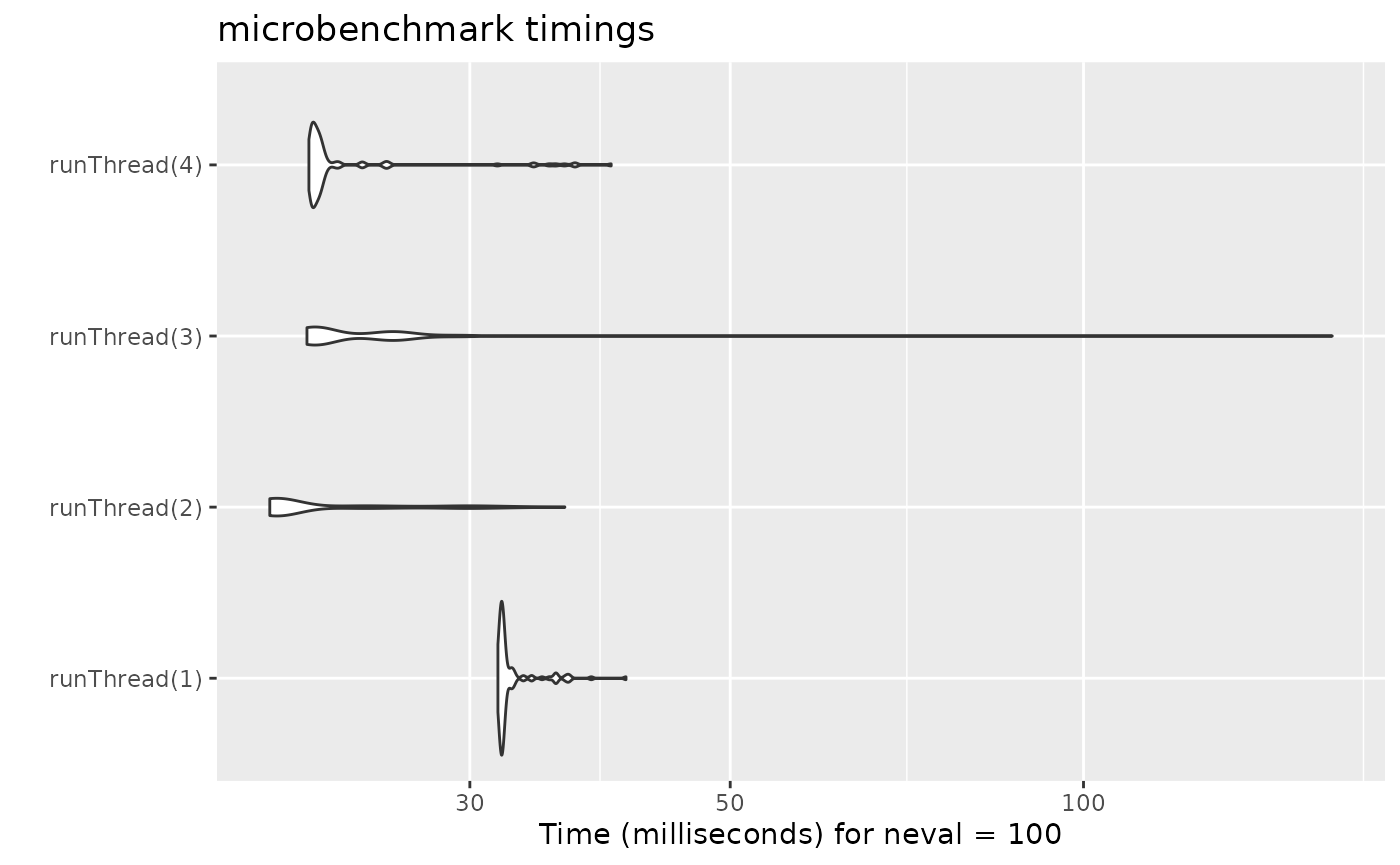 microbenchmark timings
runThread(4)
runThread(3)
runThread(2)
runThread(1)
30 50 100
Time (milliseconds) for neval = 100